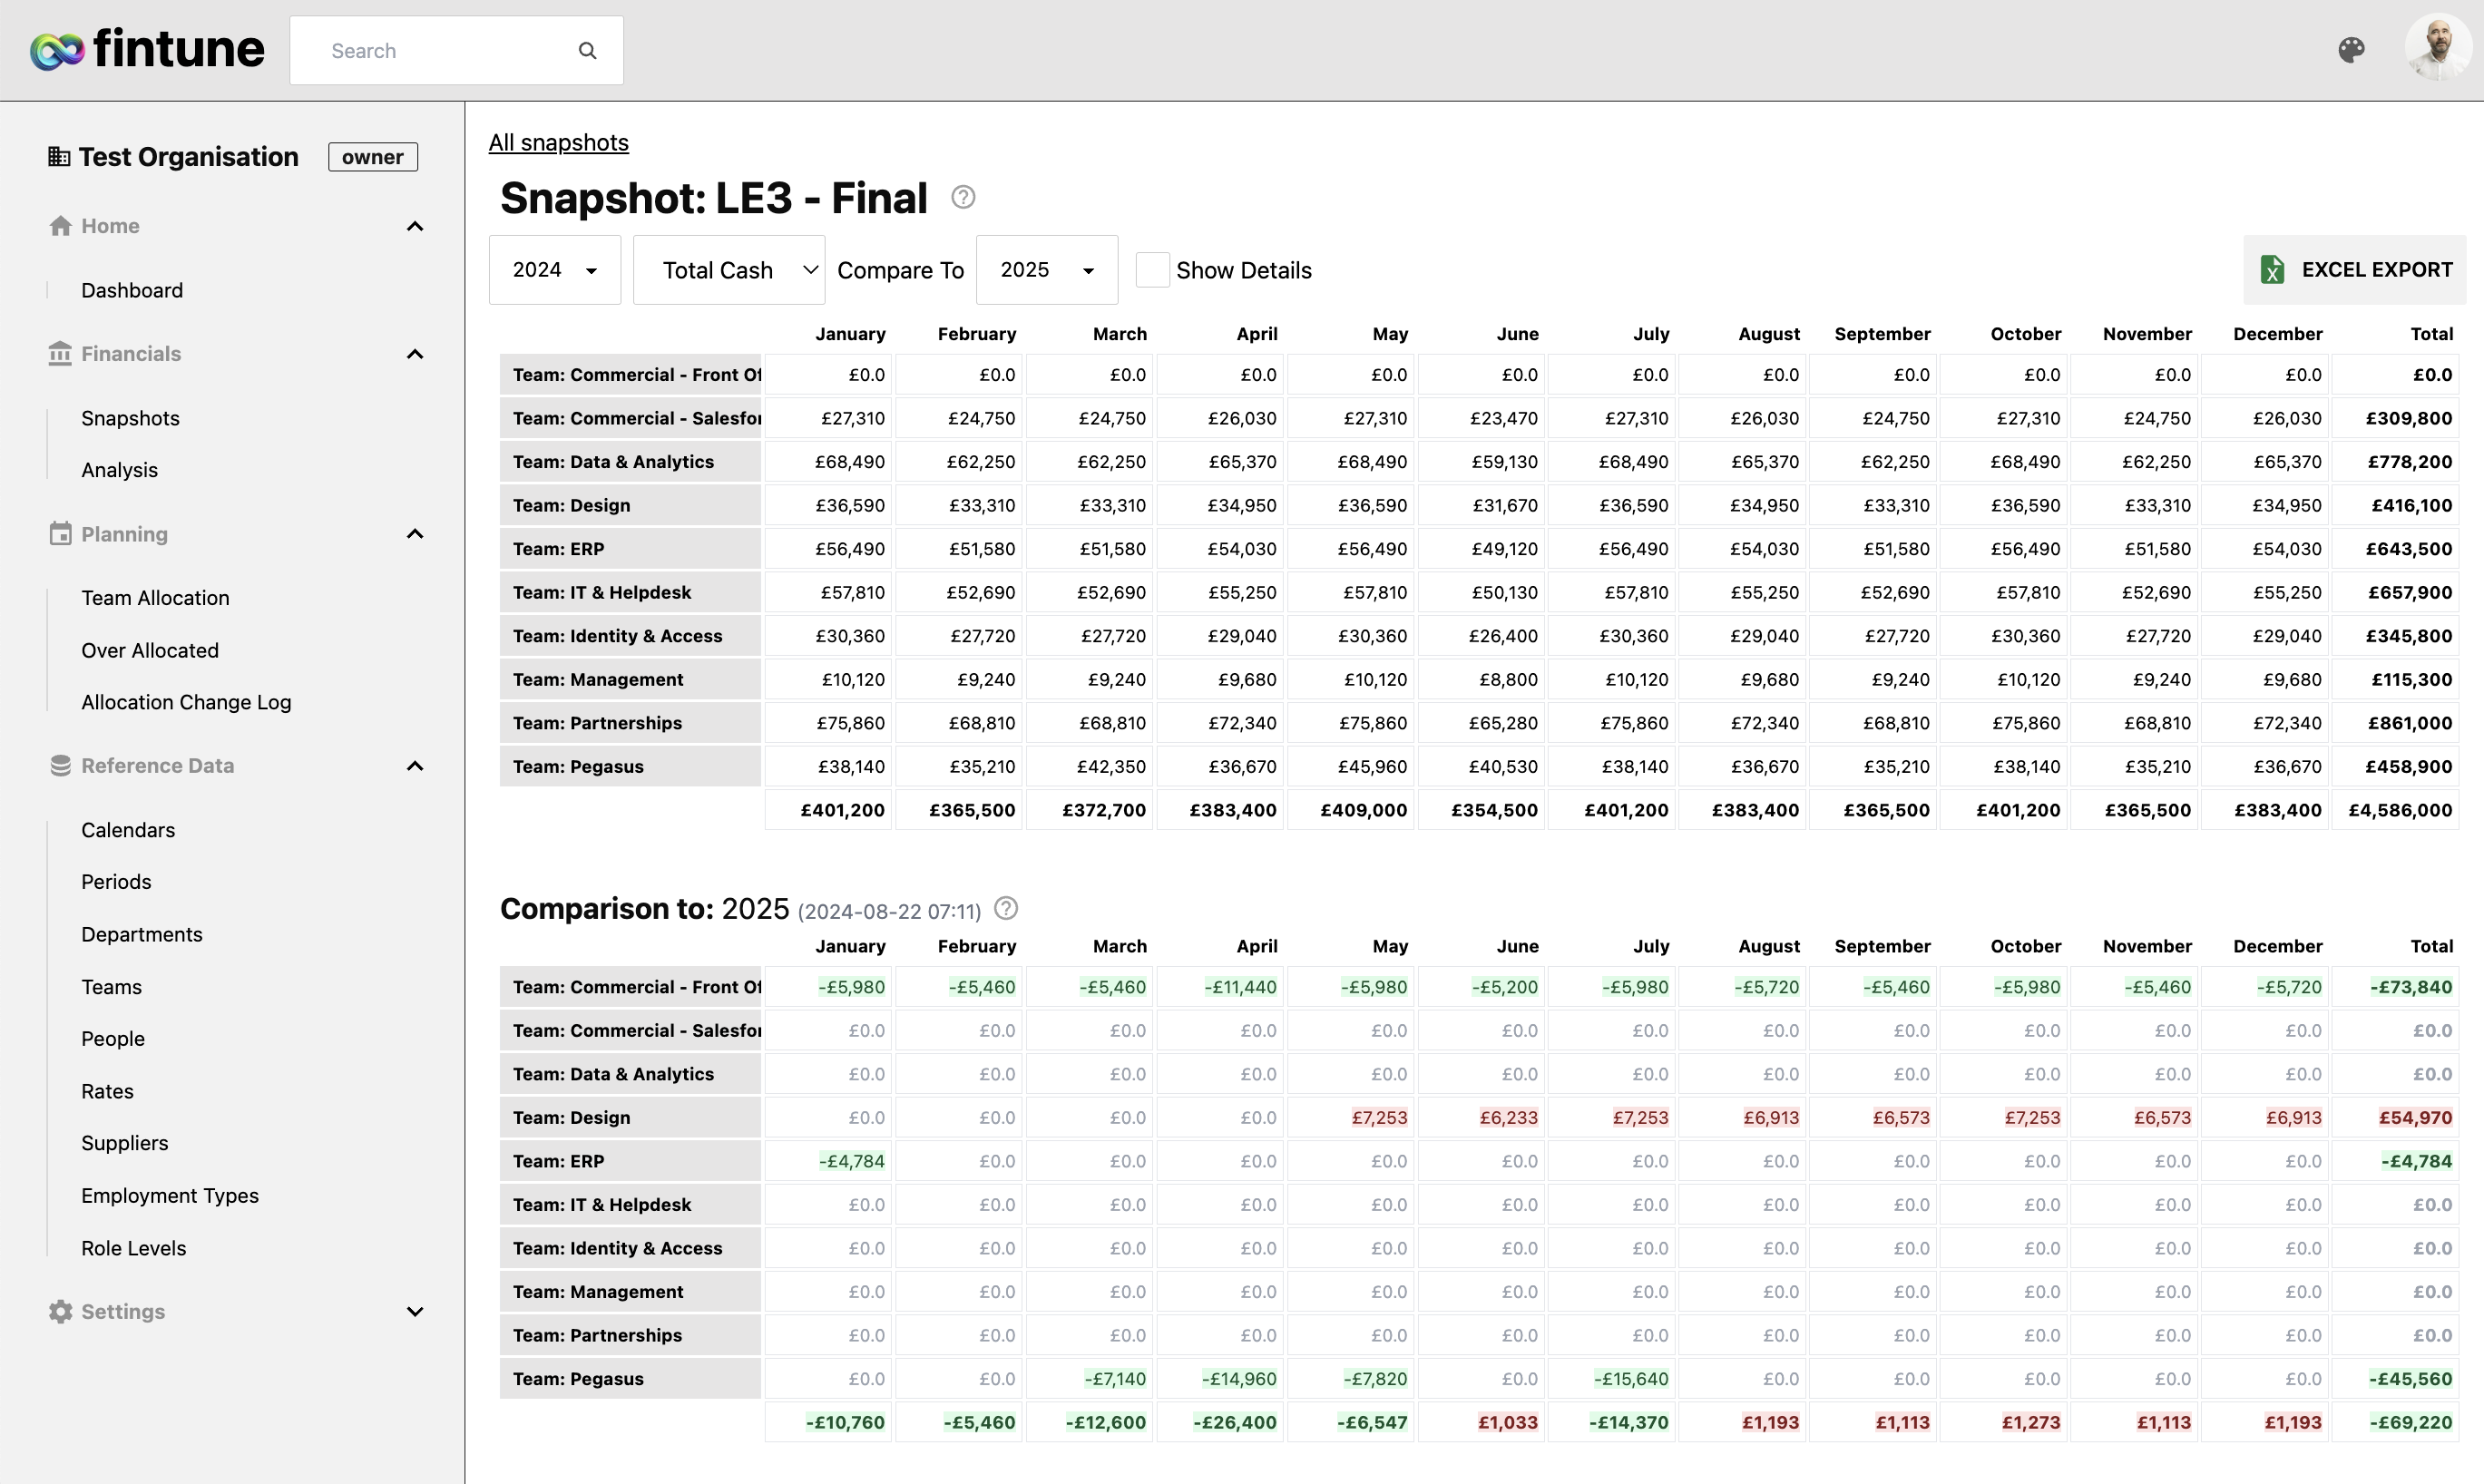 fintune
Search
Test Organisation owner
Home
Dashboard
Financials
Snapshots
Analysis
Planning
Team Allocation
Over Allocated
Allocation Change Log
Reference Data
Calendars
Periods
Departments
Teams
People
Rates
Suppliers
Employment Types
Role Levels
Settings
All snapshots
Snapshot: LE3 - Final ?
2024 Total Cash Compare To 2025 Show Details EXCEL EXPORT
January February March April May June July August September October November December Total
Team: Commercial - Front Of £0.0 £0.0 £0.0 £0.0 £0.0 £0.0 £0.0 £0.0 £0.0 £0.0 £0.0 £0.0 £0.0
Team: Commercial - Salesfor £27,310 £24,750 £24,750 £26,030 £27,310 £23,470 £27,310 £26,030 £24,750 £27,310 £24,750 £26,030 £309,800
Team: Data & Analytics £68,490 £62,250 £62,250 £65,370 £68,490 £59,130 £68,490 £65,370 £62,250 £68,490 £62,250 £65,370 £778,200
Team: Design £36,590 £33,310 £33,310 £34,950 £36,590 £31,670 £36,590 £34,950 £33,310 £36,590 £33,310 £34,950 £416,100
Team: ERP £56,490 £51,580 £51,580 £54,030 £56,490 £49,120 £56,490 £54,030 £51,580 £56,490 £51,580 £54,030 £643,500
Team: IT & Helpdesk £57,810 £52,690 £52,690 £55,250 £57,810 £50,130 £57,810 £55,250 £52,690 £57,810 £52,690 £55,250 £657,900
Team: Identity & Access £30,360 £27,720 £27,720 £29,040 £30,360 £26,400 £30,360 £29,040 £27,720 £30,360 £27,720 £29,040 £345,800
Team: Management £10,120 £9,240 £9,240 £9,680 £10,120 £8,800 £10,120 £9,680 £9,240 £10,120 £9,240 £9,680 £115,300
Team: Partnerships £75,860 £68,810 £68,810 £72,340 £75,860 £65,280 £75,860 £72,340 £68,810 £75,860 £68,810 £72,340 £861,000
Team: Pegasus £38,140 £35,210 £42,350 £36,670 £45,960 £40,530 £38,140 £36,670 £35,210 £38,140 £35,210 £36,670 £458,900
£401,200 £365,500 £372,700 £383,400 £409,000 £354,500 £401,200 £383,400 £365,500 £401,200 £365,500 £383,400 £4,586,000
Comparison to: 2025 (2024-08-22 07:11) ?
January February March April May June July August September October November December Total
Team: Commercial - Front Of -£5,980 -£5,460 -£5,460 -£11,440 -£5,980 -£5,200 -£5,980 -£5,720 -£5,460 -£5,980 -£5,460 -£5,720 -£73,840
Team: Commercial - Salesfor £0.0 £0.0 £0.0 £0.0 £0.0 £0.0 £0.0 £0.0 £0.0 £0.0 £0.0 £0.0 £0.0
Team: Data & Analytics £0.0 £0.0 £0.0 £0.0 £0.0 £0.0 £0.0 £0.0 £0.0 £0.0 £0.0 £0.0 £0.0
Team: Design £0.0 £0.0 £0.0 £0.0 £7,253 £6,233 £7,253 £6,913 £6,573 £7,253 £6,573 £6,913 £54,970
Team: ERP -£4,784 £0.0 £0.0 £0.0 £0.0 £0.0 £0.0 £0.0 £0.0 £0.0 £0.0 £0.0 -£4,784
Team: IT & Helpdesk £0.0 £0.0 £0.0 £0.0 £0.0 £0.0 £0.0 £0.0 £0.0 £0.0 £0.0 £0.0 £0.0
Team: Identity & Access £0.0 £0.0 £0.0 £0.0 £0.0 £0.0 £0.0 £0.0 £0.0 £0.0 £0.0 £0.0 £0.0
Team: Management £0.0 £0.0 £0.0 £0.0 £0.0 £0.0 £0.0 £0.0 £0.0 £0.0 £0.0 £0.0 £0.0
Team: Partnerships £0.0 £0.0 £0.0 £0.0 £0.0 £0.0 £0.0 £0.0 £0.0 £0.0 £0.0 £0.0 £0.0
Team: Pegasus £0.0 £0.0 -£7,140 -£14,960 -£7,820 £0.0 -£15,640 £0.0 £0.0 £0.0 £0.0 £0.0 -£45,560
-£10,760 -£5,460 -£12,600 -£26,400 -£6,547 £1,033 -£14,370 £1,193 £1,113 £1,273 £1,113 £1,193 -£69,220